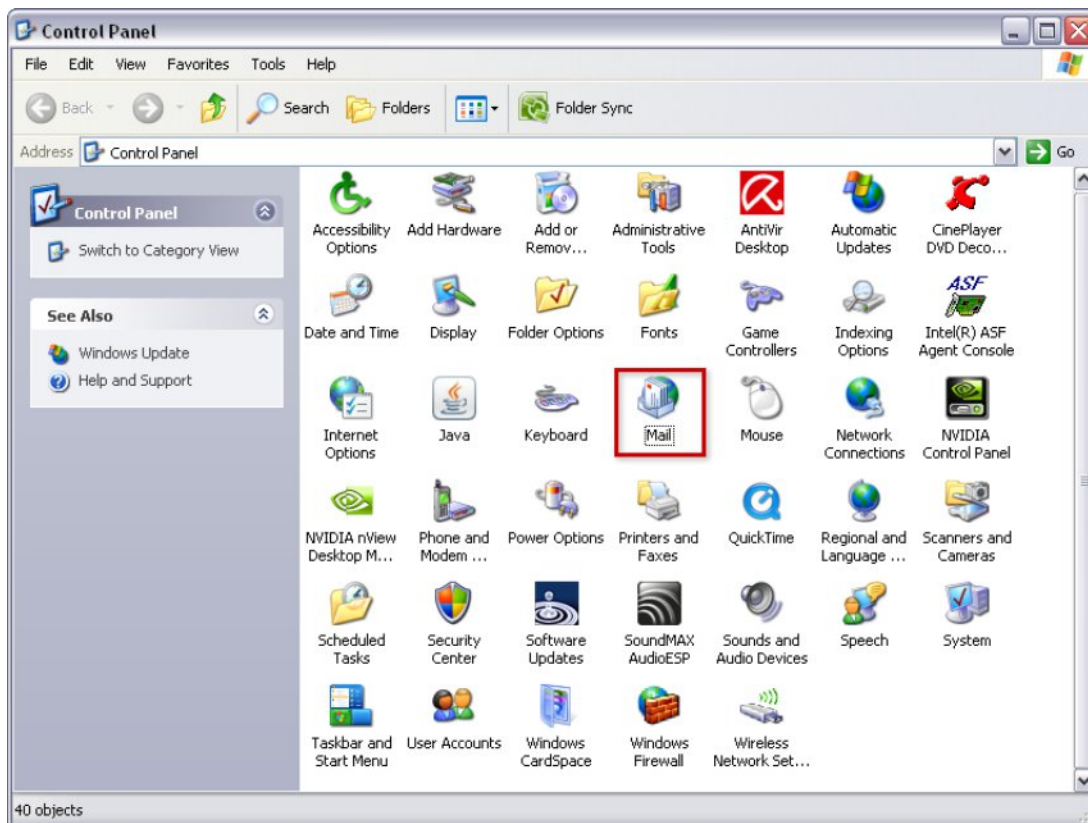 Control Panel
File Edit View Favorites Tools Help
Back Search Folders Folder Sync
Address Control Panel Go
Control Panel
Switch to Category View
See Also
Windows Update
Help and Support
Accessibility Options
Add Hardware
Add or Remov...
Administrative Tools
AntiVir Desktop
Automatic Updates
CinePlayer DVD Deco...
Date and Time
Display
Folder Options
Fonts
Game Controllers
Indexing Options
ASF
Intel(R) ASF Agent Console
Internet Options
Java
Keyboard
Mail
Mouse
Network Connections
NVIDIA Control Panel
NVIDIA nView Desktop M...
Phone and Modem ...
Power Options
Printers and Faxes
QuickTime
Regional and Language ...
Scanners and Cameras
Scheduled Tasks
Security Center
Software Updates
SoundMAX AudioESP
Sounds and Audio Devices
Speech
System
Taskbar and Start Menu
User Accounts
Windows CardSpace
Windows Firewall
Wireless Network Set...
40 objects